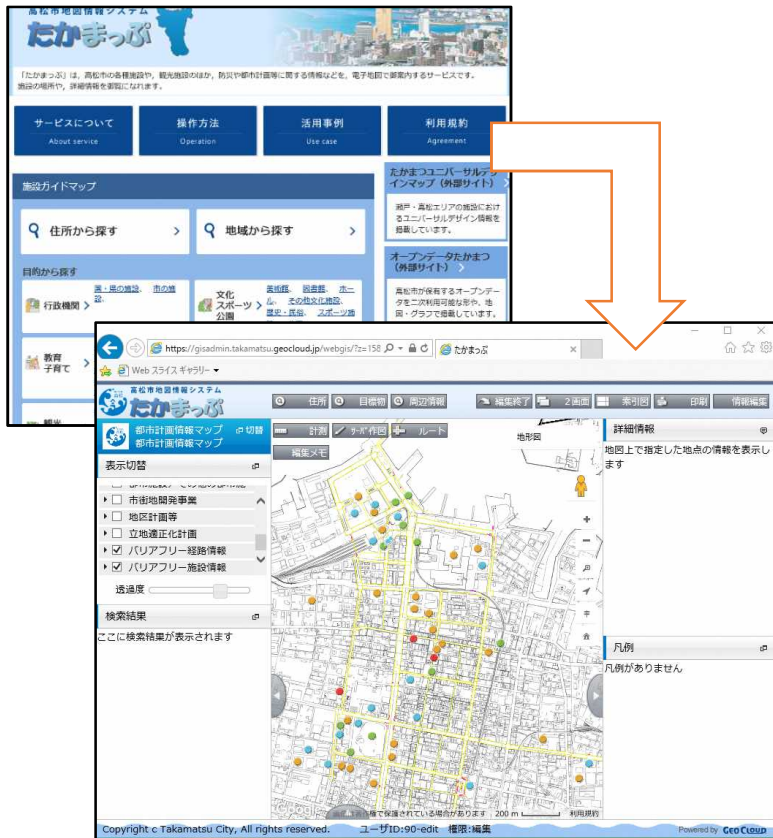 高松市地図情報システム
たかまっぷ
「たかまっぷ」は、高松市の各種施設や、観光施設のほか、防災や都市計画等に関する情報などを、電子地図で御案内するサービスです。
施設の場所や、詳細情報を御覧になれます。
サービスについて
About service
操作方法
Operation
活用事例
Use case
利用規約
Agreement
施設ガイドマップ
住所から探す
地域から探す
目的から探す
行政機関
国・県の施設、 市の施設、
文化
スポーツ
公園
美術館、 図書館、 ホール、 その他文化施設、
歴史・民俗、 スポーツ施
教育
子育て
たかまつユニバーサルデザインマップ（外部サイト）
瀬戸・高松エリアの施設におけるユニバーサルデザイン情報を掲載しています。
オープンデータたかまつ
（外部サイト）
高松市が保有するオープンデータを二次利用可能な形や、地図・グラフで掲載しています。
https://gisadmin.takamatsu.geocloud.jp/webgis/?z=158
たかまっぷ
Web スライス ギャラリー
高松市地図情報システム
たかまっぷ
住所
目標物
周辺情報
編集終了
2画面
索引図
印刷
情報編集
都市計画情報マップ
都市計画情報マップ
切替
計測
ｻｰﾊﾞ作図
ルート
編集メモ
地形図
詳細情報
地図上で指定した地点の情報を表示します
表示切替
市街地開発事業
地区計画等
立地適正化計画
バリアフリー経路情報
バリアフリー施設情報
透過度
検索結果
ここに検索結果が表示されます
凡例
凡例がありません
で保護されている場合があります
200 m
利用規約
Copyright c Takamatsu City, All rights reserved.
ユーザID:90-edit
権限:編集
Powered by GEOCLOUD